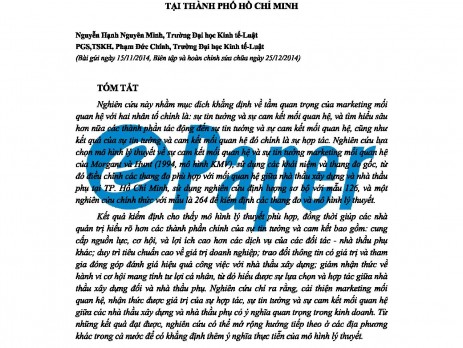 TẠI THÀNH PHỐ HỒ CHÍ MINH
Nguyễn Hạnh Nguyên Minh, Trường Đại học Kinh tế-Luật
PGS,TSKH. Phạm Đức Chính, Trường Đại học Kinh tế-Luật
(Bài gửi ngày 15/11/2014, Biên tập và hoàn chỉnh sửa chữa ngày 25/12/2014)
TÓM TẮT
Nghiên cứu này nhằm mục đích khẳng định về tầm quan trọng của marketing mối
quan hệ với hai nhân tố chính là: sự tin tưởng và sự cam kết mối quan hệ, và tìm hiểu sâu
hơn nữa các thành phần tác động đến sự tin tưởng và sự cam kết mối quan hệ, cũng như
kết quả của sự tin tưởng và sự cam kết mối quan hệ đó chính là sự hợp tác. Nghiên cứu lựa
chọn mô hình lý thuyết về sự cam kết mối quan hệ và sự tin tưởng marketing mối quan hệ
của Morgan và Hunt (1994, mô hình KMV), sử dụng các khái niệm và thang đo gốc, từ
đó điều chỉnh các thang đo phù hợp với mối quan hệ giữa nhà thầu xây dựng và nhà thầu
phụ tại TP. Hồ Chí Minh, sử dụng nghiên cứu định lượng sơ bộ với mẫu 126, và một
nghiên cứu chính thức với mẫu là 264 để kiểm định các thang đo và mô hình lý thuyết.
Kết quả kiểm định cho thấy mô hình lý thuyết phù hợp, đồng thời giúp các nhà
quản trị hiểu rõ hơn các thành phần chính của sự tin tưởng và cam kết bao gồm: cung
cấp nguồn lực, cơ hội, và lợi ích cao hơn các dịch vụ của các đối tác - nhà thầu phụ
khác; duy trì tiêu chuẩn cao về giá trị doanh nghiệp; trao đổi thông tin có giá trị và tham
gia đóng góp đánh giá hiệu quả công việc với nhà thầu xây dựng; giảm nhận thức về
hành vi cơ hội mang tính tư lợi cá nhân, từ đó hiểu được sự lựa chọn và hợp tác giữa nhà
thầu xây dựng đối với nhà thầu phụ. Nghiên cứu chỉ ra rằng, cải thiện marketing mối
quan hệ, nhận thức được giá trị của sự hợp tác, sự tin tưởng và sự cam kết mối quan hệ
giữa nhà thầu xây dựng và nhà thầu phụ có ý nghĩa quan trọng trong kinh doanh. Từ
những kết quả đạt được, nghiên cứu có thể mở rộng hướng tiếp theo ở các địa phương
khác trong cả nước để có khẳng định thêm ý nghĩa thực tiễn của mô hình lý thuyết.
ePaper